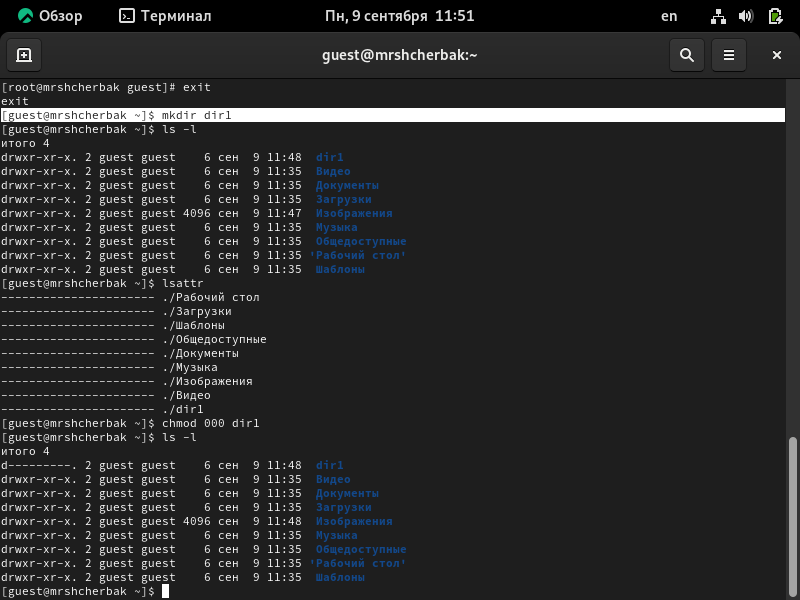 Обзор Терминал Пн, 9 сентября 11:51 en
guest@mrshcherbak:~
[root@mrshcherbak guest]# exit
exit
[guest@mrshcherbak ~]$ mkdir dir1
[guest@mrshcherbak ~]$ ls -l
итого 4
drwxr-xr-x. 2 guest guest    6 сен  9 11:48  dir1
drwxr-xr-x. 2 guest guest    6 сен  9 11:35  Видео
drwxr-xr-x. 2 guest guest    6 сен  9 11:35  Документы
drwxr-xr-x. 2 guest guest    6 сен  9 11:35  Загрузки
drwxr-xr-x. 2 guest guest 4096 сен  9 11:47  Изображения
drwxr-xr-x. 2 guest guest    6 сен  9 11:35  Музыка
drwxr-xr-x. 2 guest guest    6 сен  9 11:35  Общедоступные
drwxr-xr-x. 2 guest guest    6 сен  9 11:35 'Рабочий стол'
drwxr-xr-x. 2 guest guest    6 сен  9 11:35  Шаблоны
[guest@mrshcherbak ~]$ lsattr
---------------------- ./Рабочий стол
---------------------- ./Загрузки
---------------------- ./Шаблоны
---------------------- ./Общедоступные
---------------------- ./Документы
---------------------- ./Музыка
---------------------- ./Изображения
---------------------- ./Видео
---------------------- ./dir1
[guest@mrshcherbak ~]$ chmod 000 dir1
[guest@mrshcherbak ~]$ ls -l
итого 4
d---------. 2 guest guest    6 сен  9 11:48  dir1
drwxr-xr-x. 2 guest guest    6 сен  9 11:35  Видео
drwxr-xr-x. 2 guest guest    6 сен  9 11:35  Документы
drwxr-xr-x. 2 guest guest    6 сен  9 11:35  Загрузки
drwxr-xr-x. 2 guest guest 4096 сен  9 11:48  Изображения
drwxr-xr-x. 2 guest guest    6 сен  9 11:35  Музыка
drwxr-xr-x. 2 guest guest    6 сен  9 11:35  Общедоступные
drwxr-xr-x. 2 guest guest    6 сен  9 11:35 'Рабочий стол'
drwxr-xr-x. 2 guest guest    6 сен  9 11:35  Шаблоны
[guest@mrshcherbak ~]$